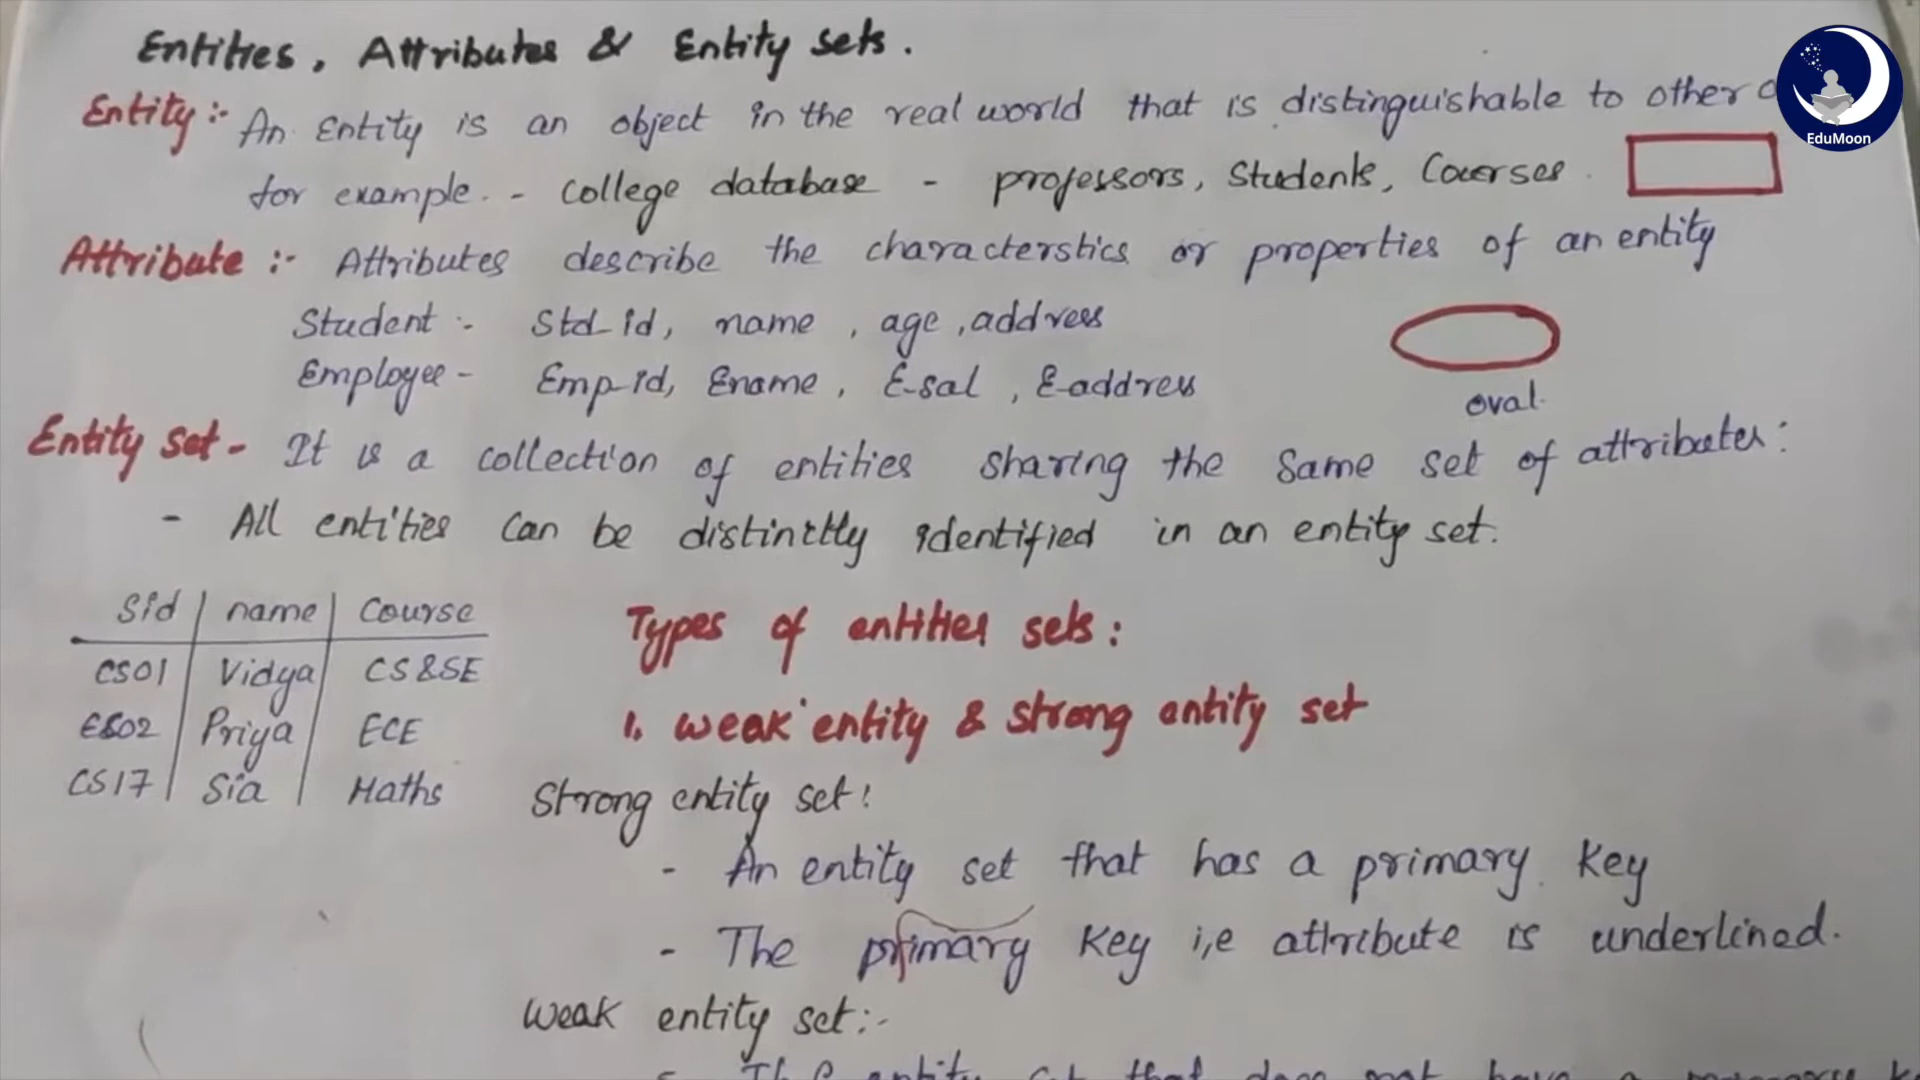 Entities, Attributes & Entity sets.
Entity :- An Entity is an object in the real world that is distinguishable to other
for example. - College database - professors, Students, Courses.
Attribute :- Attributes describe the characterstics or properties of an entity
Student :- Std_id, name, age, address
Employee - Emp_id, Ename, E-sal, E-address
oval.
Entity set - It is a collection of entities sharing the same set of attributes:
- All entities can be distinctly identified in an entity set.
Sid name Course
CS01 Vidya CS&SE
Priya ECE
CS17 Sia Maths
Types of entities sets:
1. weak entity & strong entity set
Strong entity set:
- An entity set that has a primary key
- The primary key i,e attribute is underlined.
Weak entity set:-
EduMoon